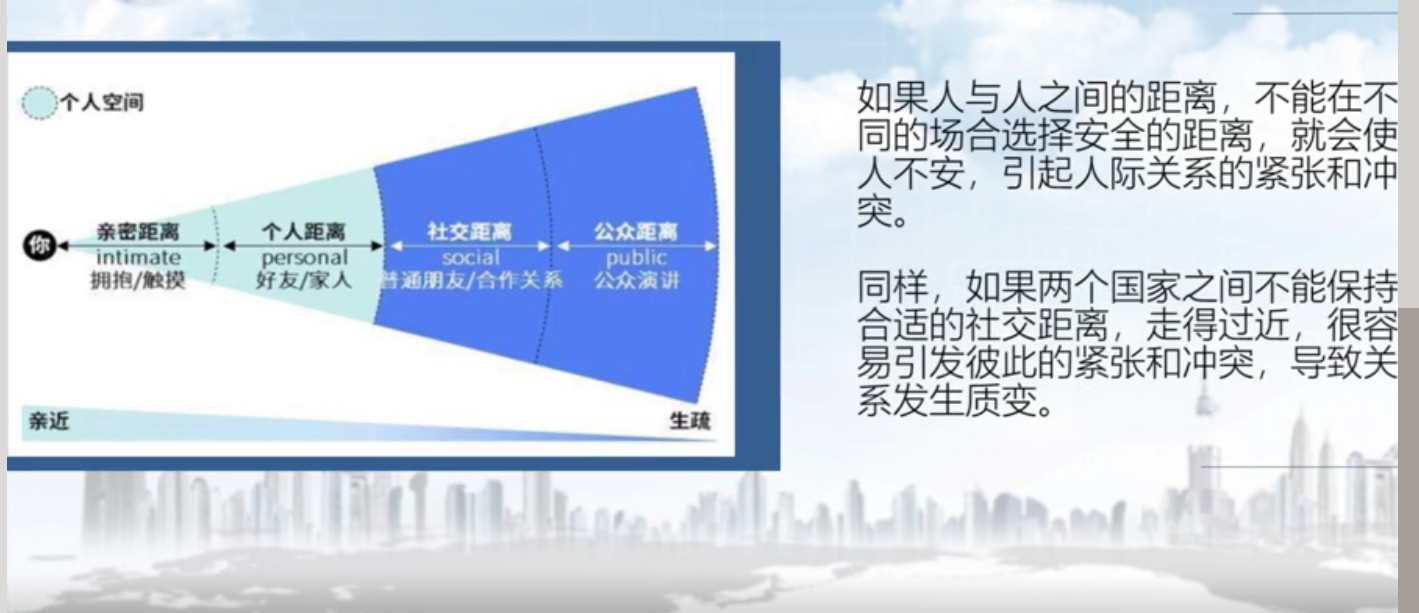 个人空间
你
亲密距离
intimate
拥抱/触摸
个人距离
personal
好友/家人
社交距离
social
普通朋友/合作关系
公众距离
public
公众演讲
亲近
生疏
如果人与人之间的距离，不能在不
同的场合选择安全的距离，就会使
人不安，引起人际关系的紧张和冲
突。
同样，如果两个国家之间不能保持
合适的社交距离，走得过近，很容
易引发彼此的紧张和冲突，导致关
系发生质变。